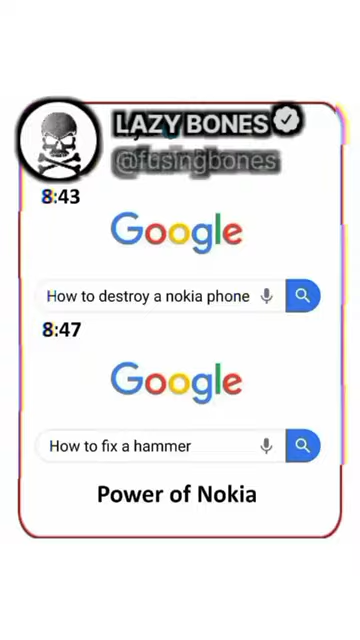 LAZY BONES
@fusingbones
8:43
Google
How to destroy a nokia phone
8:47
Google
How to fix a hammer
Power of Nokia